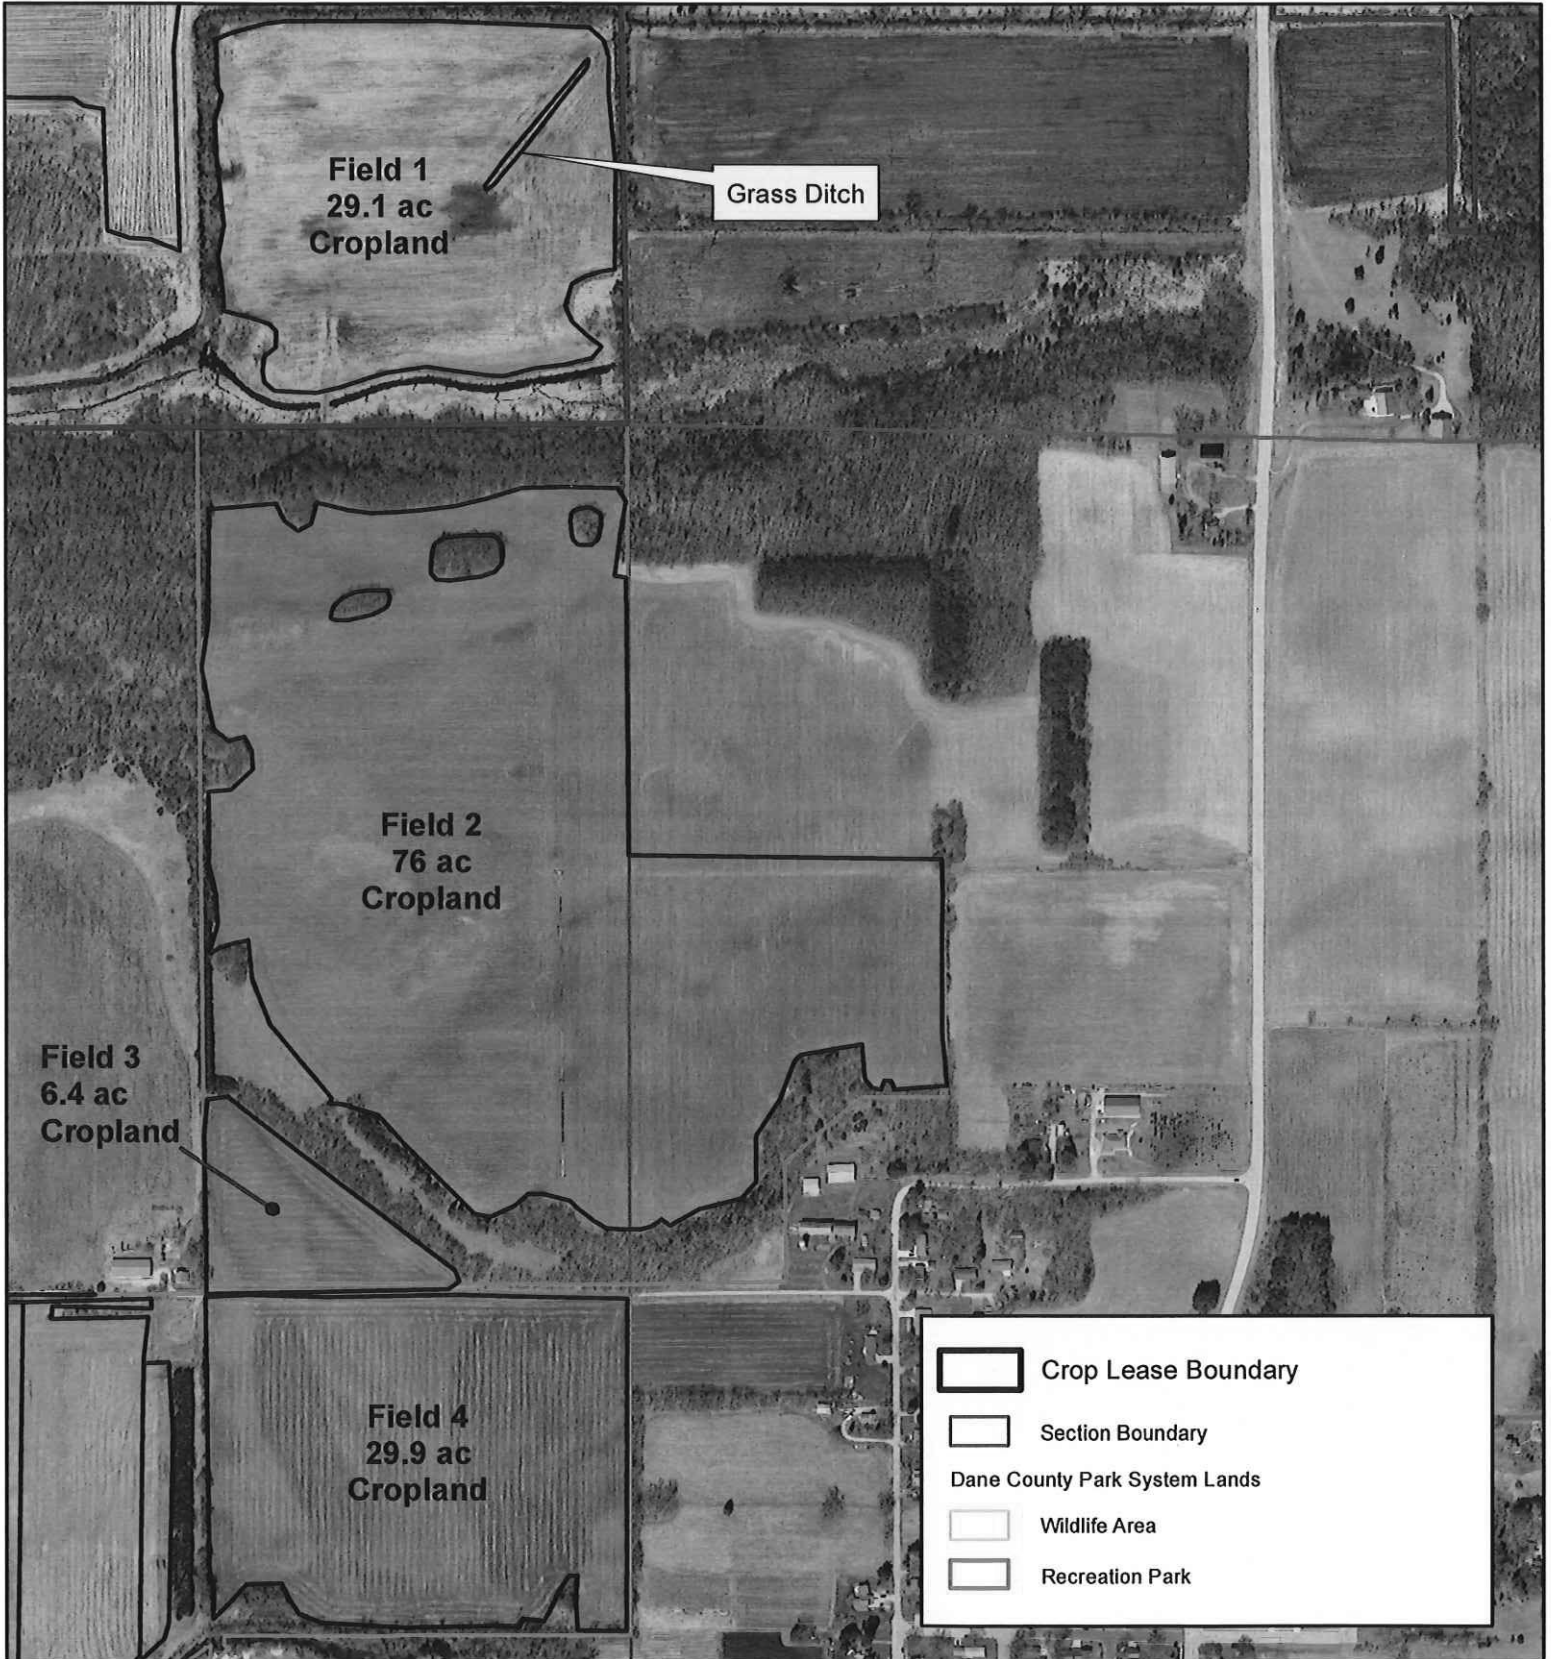 Field 1
29.1 ac
Cropland
Grass Ditch
Field 2
76 ac
Cropland
Field 3
6.4 ac
Cropland
Field 4
29.9 ac
Cropland
Crop Lease Boundary
Section Boundary
Dane County Park System Lands
Wildlife Area
Recreation Park